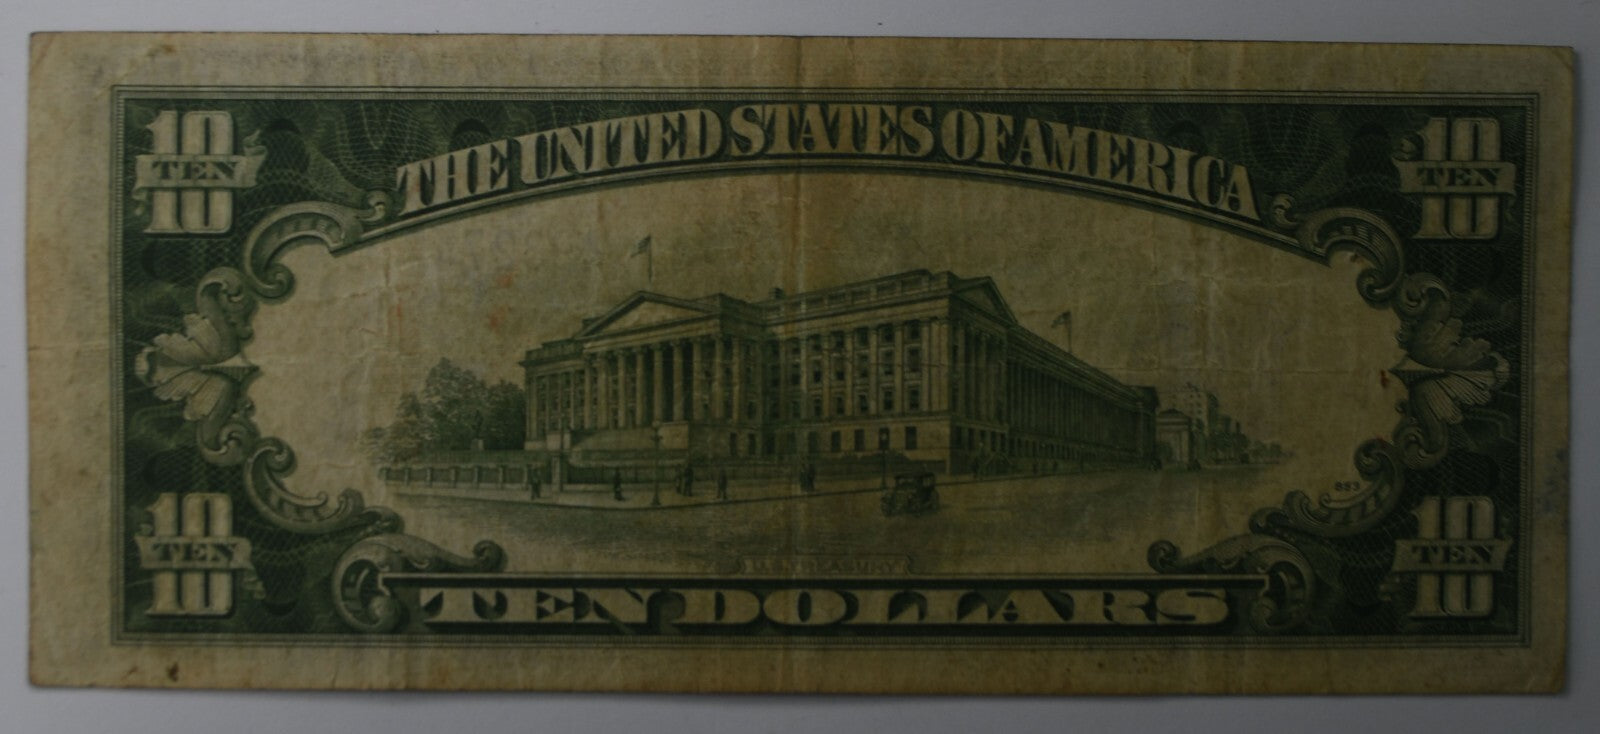 10 TEN 10
THE UNITED STATES OF AMERICA
10 TEN 10
853
10 TEN 10
U.S. TREASURY
TEN DOLLARS
10 TEN 10